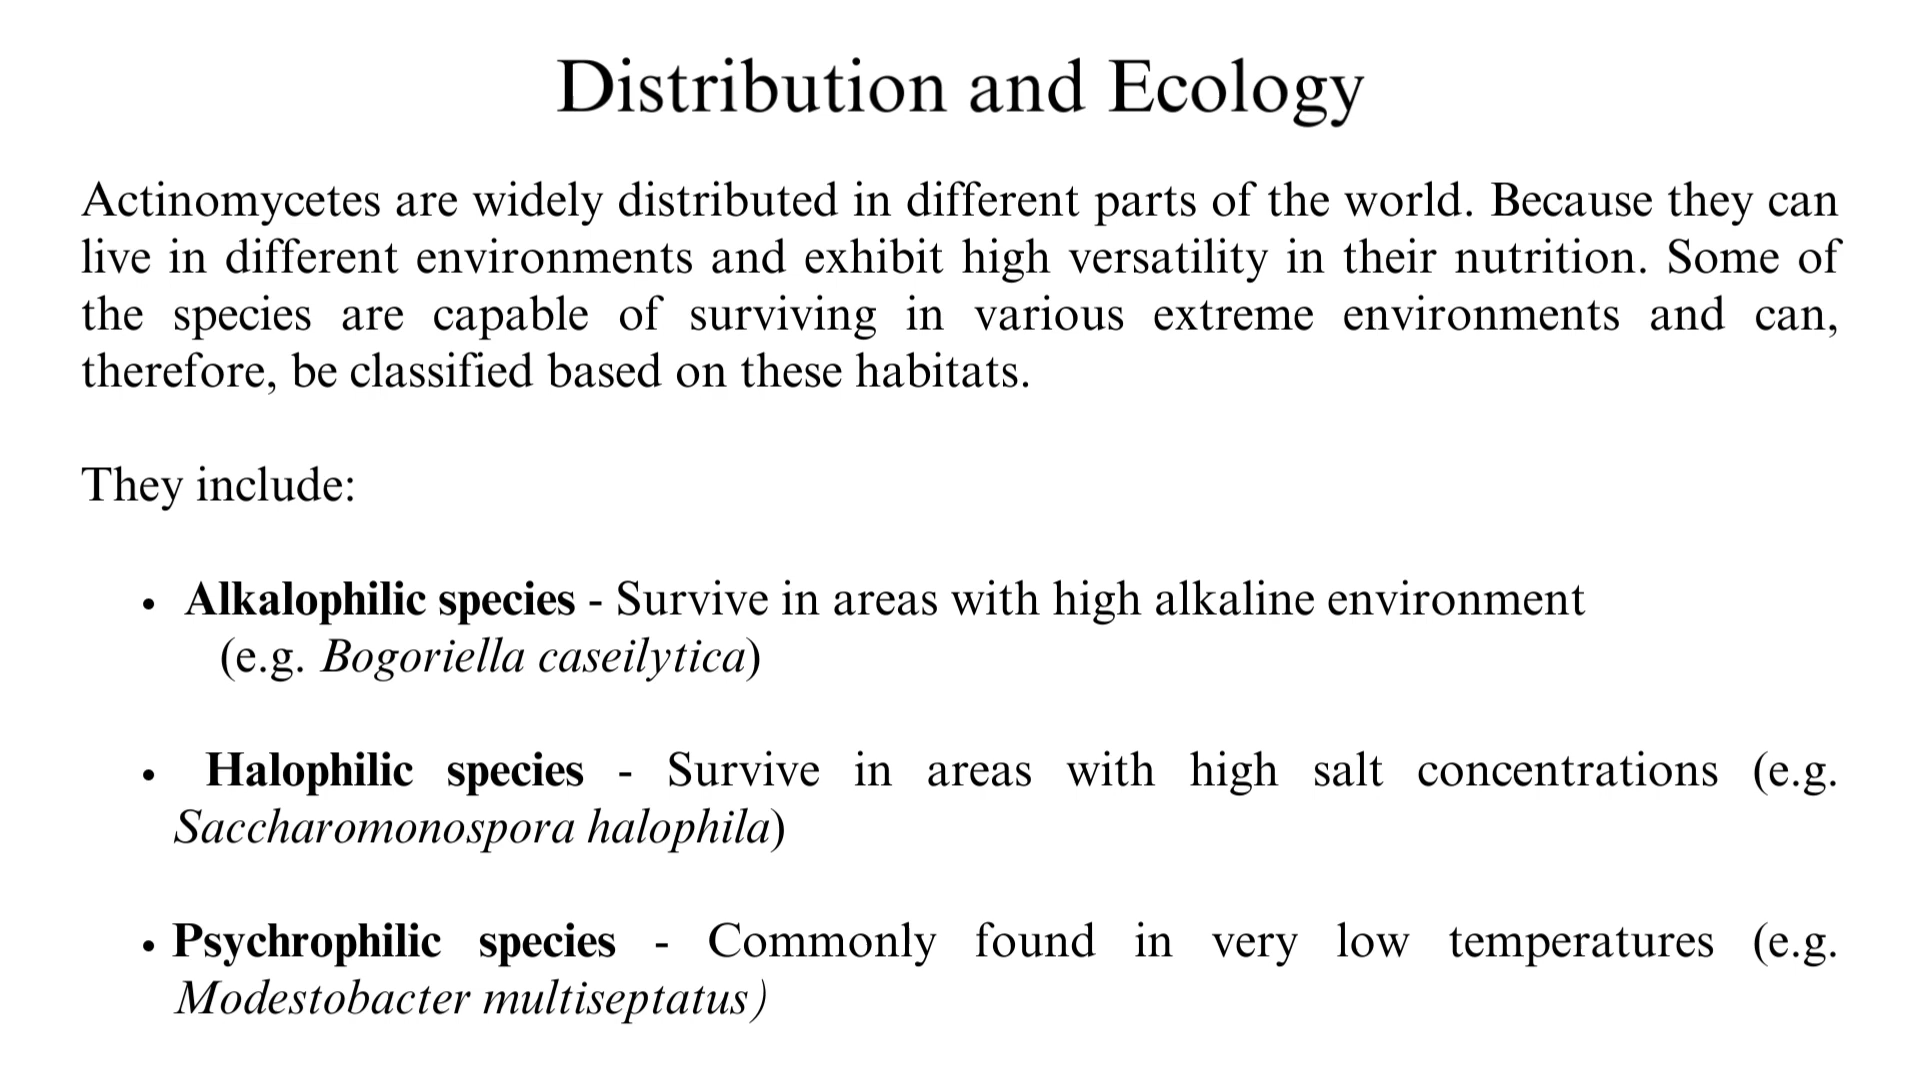 Distribution and Ecology
Actinomycetes are widely distributed in different parts of the world. Because they can
live in different environments and exhibit high versatility in their nutrition. Some of
the species are capable of surviving in various extreme environments and can,
therefore, be classified based on these habitats.
They include:
• Alkalophilic species - Survive in areas with high alkaline environment
(e.g. Bogoriella caseilytica)
• Halophilic species - Survive in areas with high salt concentrations (e.g.
Saccharomonospora halophila)
• Psychrophilic species - Commonly found in very low temperatures (e.g.
Modestobacter multiseptatus)